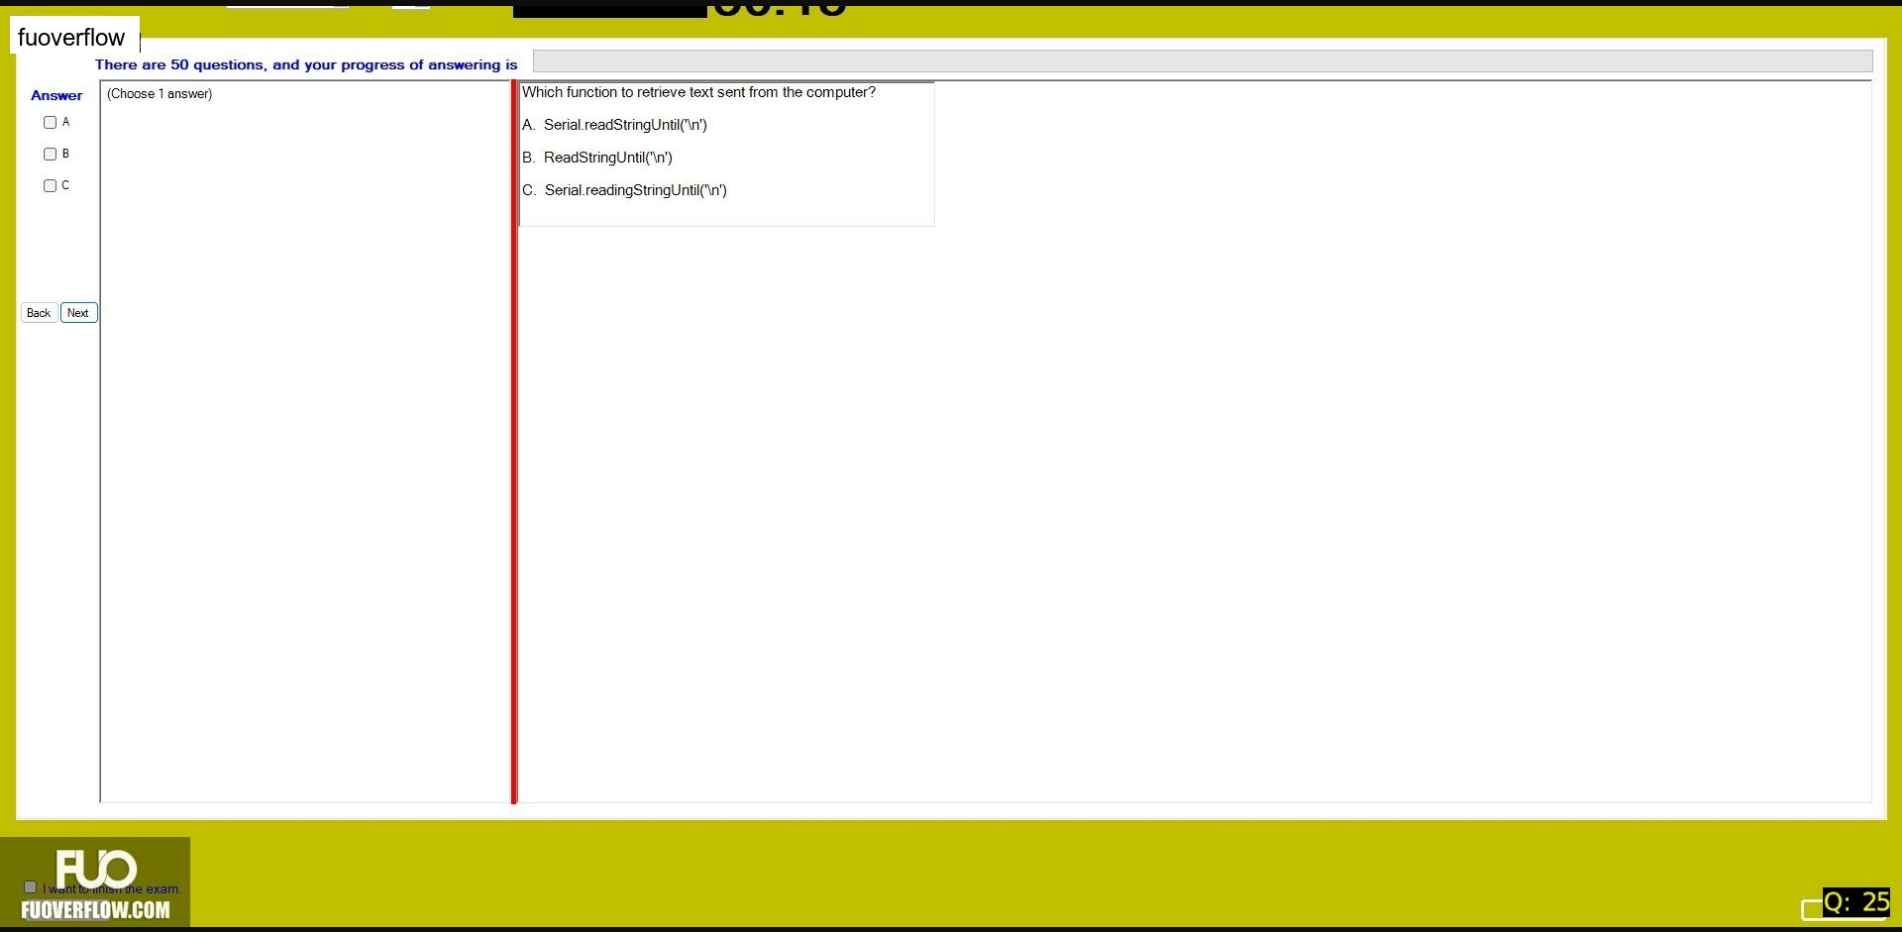 fuoverflow
There are 50 questions, and your progress of answering is
Answer
(Choose 1 answer)
A
B
C
Back Next
Which function to retrieve text sent from the computer?
A. Serial.readStringUntil('\n')
B. ReadStringUntil('\n')
C. Serial.readingStringUntil('\n')
FUO
I want to finish the exam.
FUOVERFLOW.COM
Q: 25